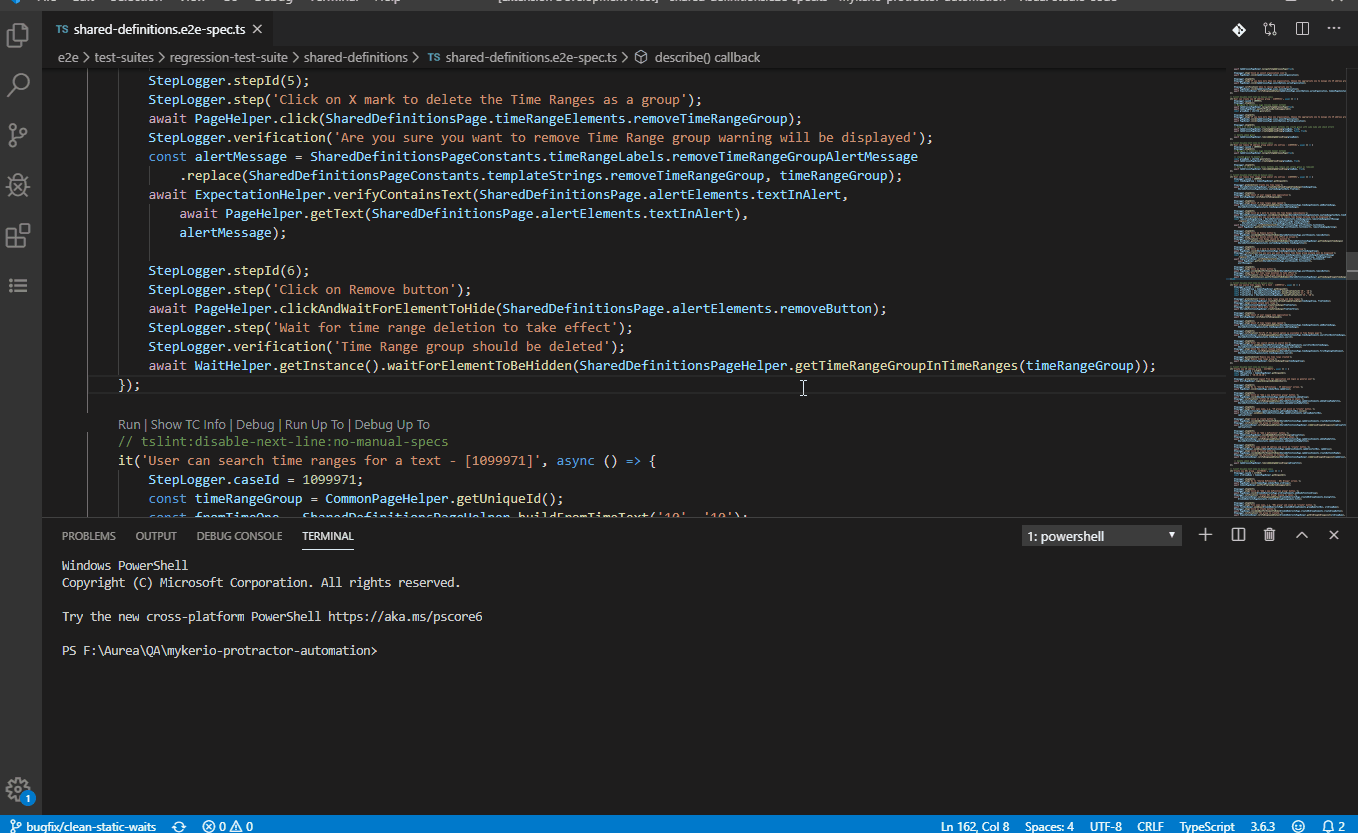 TS shared-definitions.e2e-spec.ts
e2e > test-suites > regression-test-suite > shared-definitions > TS shared-definitions.e2e-spec.ts > describe() callback
StepLogger.stepId(5);
StepLogger.step('Click on X mark to delete the Time Ranges as a group');
await PageHelper.click(SharedDefinitionsPage.timeRangeElements.removeTimeRangeGroup);
StepLogger.verification('Are you sure you want to remove Time Range group warning will be displayed');
const alertMessage = SharedDefinitionsPageConstants.timeRangeLabels.removeTimeRangeGroupAlertMessage
.replace(SharedDefinitionsPageConstants.templateStrings.removeTimeRangeGroup, timeRangeGroup);
await ExpectationHelper.verifyContainsText(SharedDefinitionsPage.alertElements.textInAlert,
await PageHelper.getText(SharedDefinitionsPage.alertElements.textInAlert),
alertMessage);
StepLogger.stepId(6);
StepLogger.step('Click on Remove button');
await PageHelper.clickAndWaitForElementToHide(SharedDefinitionsPage.alertElements.removeButton);
StepLogger.step('Wait for time range deletion to take effect');
StepLogger.verification('Time Range group should be deleted');
await WaitHelper.getInstance().waitForElementToBeHidden(SharedDefinitionsPageHelper.getTimeRangeGroupInTimeRanges(timeRangeGroup));
});
Run | Show TC Info | Debug | Run Up To | Debug Up To
// tslint:disable-next-line:no-manual-specs
it('User can search time ranges for a text - [1099971]', async () => {
StepLogger.caseId = 1099971;
const timeRangeGroup = CommonPageHelper.getUniqueId();
const fromTimeOne = SharedDefinitionsPageHelper.buildFromTimeText('10', '10');
PROBLEMS OUTPUT DEBUG CONSOLE TERMINAL 1: powershell
Windows PowerShell
Copyright (C) Microsoft Corporation. All rights reserved.
Try the new cross-platform PowerShell https://aka.ms/pscore6
PS F:\Aurea\QA\mykerio-protractor-automation>
1
bugfix/clean-static-waits 0 0 Ln 162, Col 8 Spaces: 4 UTF-8 CRLF TypeScript 3.6.3 2